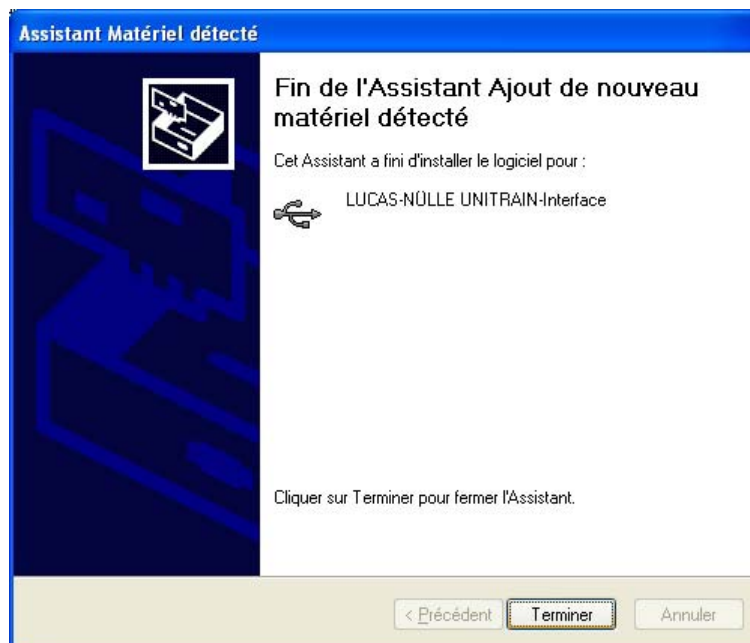 Assistant Matériel détecté
Fin de l'Assistant Ajout de nouveau
matériel détecté
Cet Assistant a fini d'installer le logiciel pour :
LUCAS-NÜLLE UNITRAIN-Interface
Cliquer sur Terminer pour fermer l'Assistant.
< Précédent
Terminer
Annuler